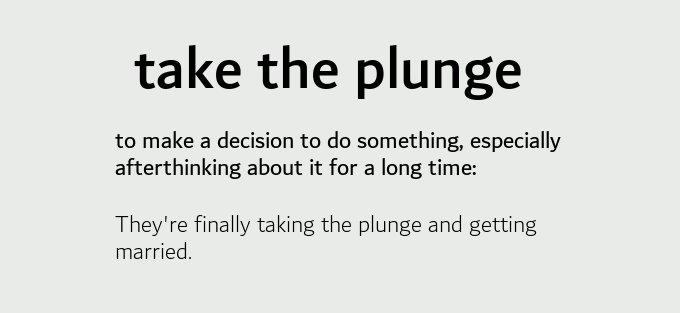 take the plunge
to make a decision to do something, especially
afterthinking about it for a long time:
They're finally taking the plunge and getting
married.